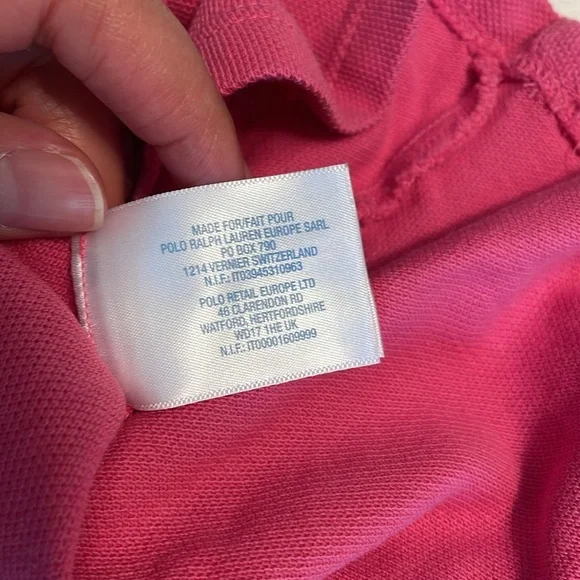 MADE FOR/FAIT POUR
POLO RALPH LAUREN EUROPE SARL
PO BOX 790
1214 VERNIER SWITZERLAND
N.I.F.: IT03945310963
POLO RETAIL EUROPE LTD
46 CLARENDON RD
WATFORD, HERTFORDSHIRE
WD17 1HE UK
N.I.F.: IT00001609999